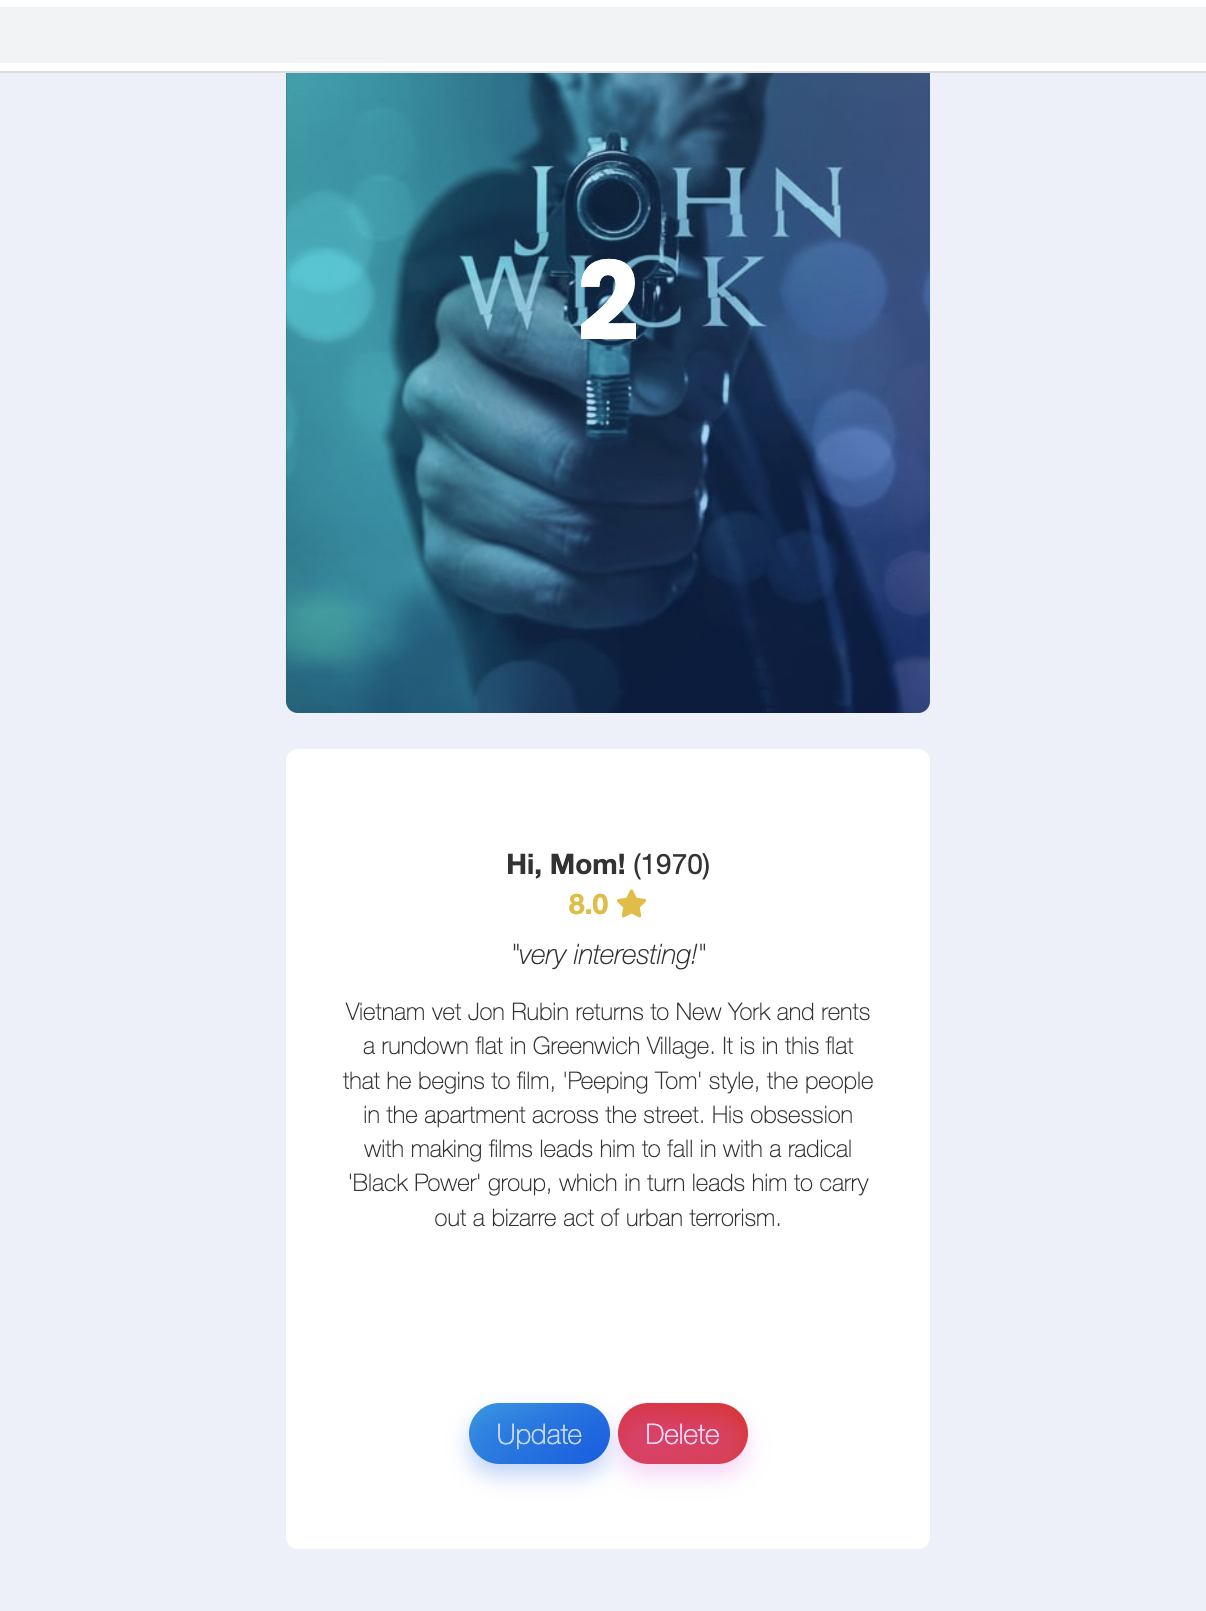 JOHN
WICK
2
Hi, Mom! (1970)
8.0
"very interesting!"
Vietnam vet Jon Rubin returns to New York and rents
a rundown flat in Greenwich Village. It is in this flat
that he begins to film, 'Peeping Tom' style, the people
in the apartment across the street. His obsession
with making films leads him to fall in with a radical
'Black Power' group, which in turn leads him to carry
out a bizarre act of urban terrorism.
Update Delete